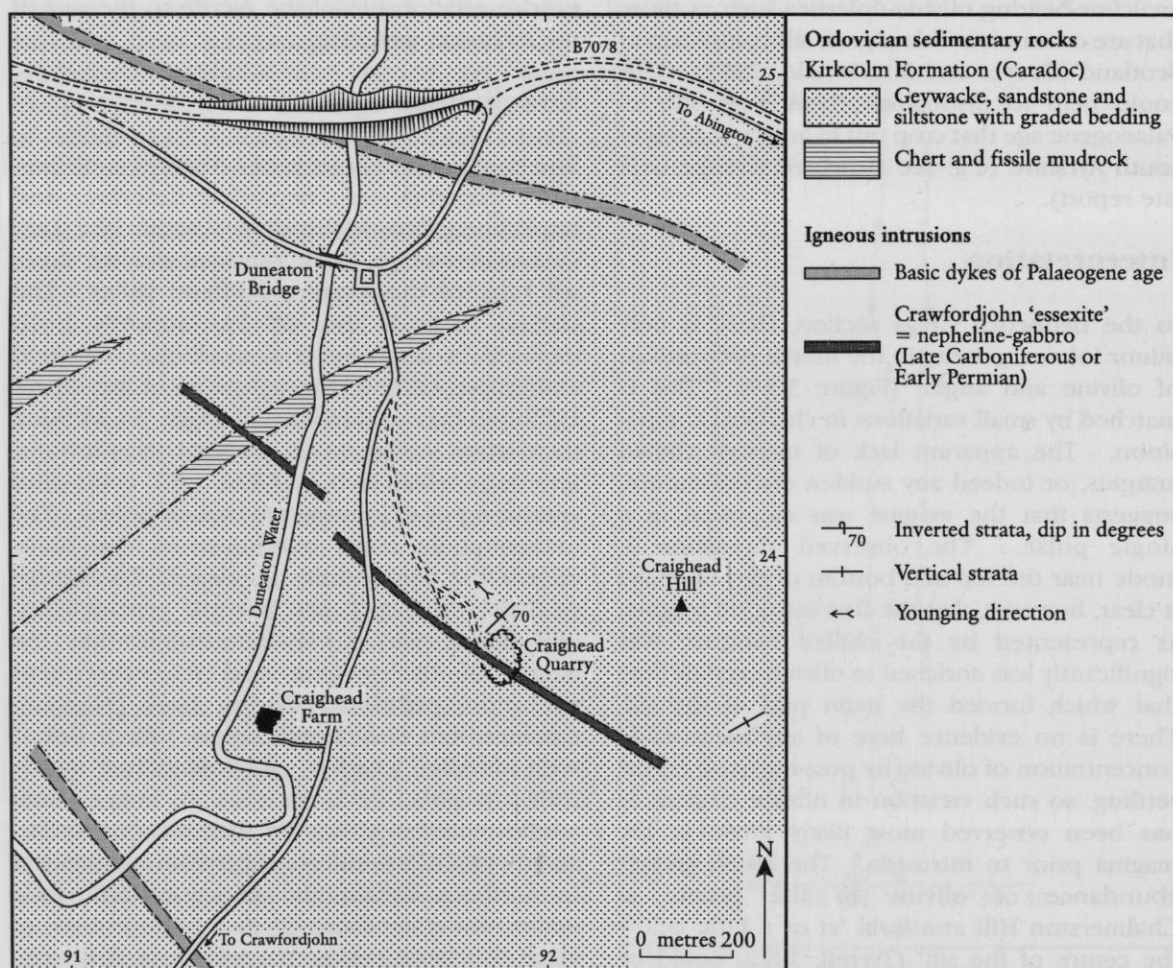 B7078
25
To Abington
Duneaton
Bridge
Duneaton Water
24
Craighead
Hill
70
Craighead
Quarry
Craighead
Farm
N
91
To Crawfordjohn
92
0 metres 200
Ordovician sedimentary rocks
Kirkcolm Formation (Caradoc)
Geywacke, sandstone and
siltstone with graded bedding
Chert and fissile mudrock
Igneous intrusions
Basic dykes of Palaeogene age
Crawfordjohn ‘essexite’
= nepheline-gabbro
(Late Carboniferous or
Early Permian)
70
Inverted strata, dip in degrees
Vertical strata
Younging direction